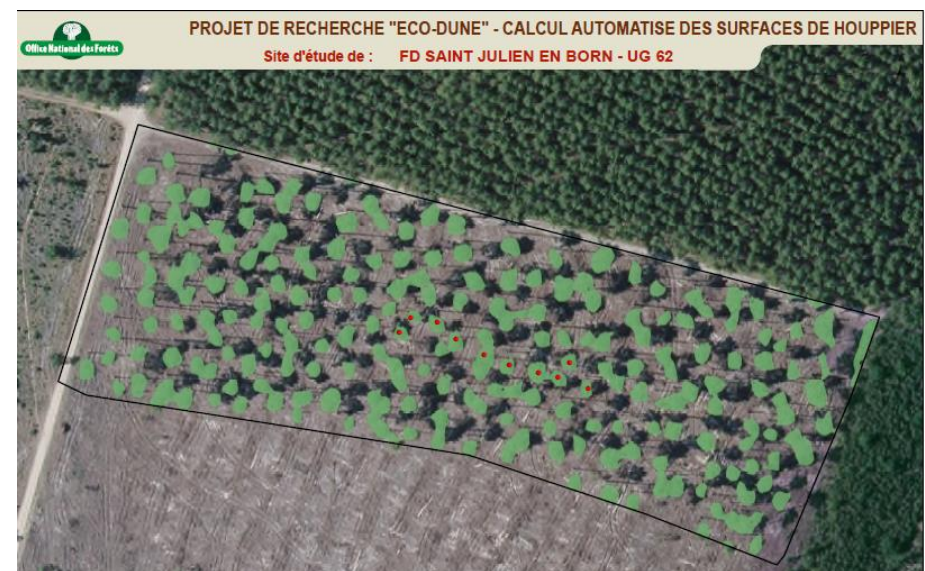 PROJET DE RECHERCHE "ECO-DUNE" - CALCUL AUTOMATISE DES SURFACES DE HOUPPIER
Office National des Forêts
Site d'étude de : FD SAINT JULIEN EN BORN - UG 62